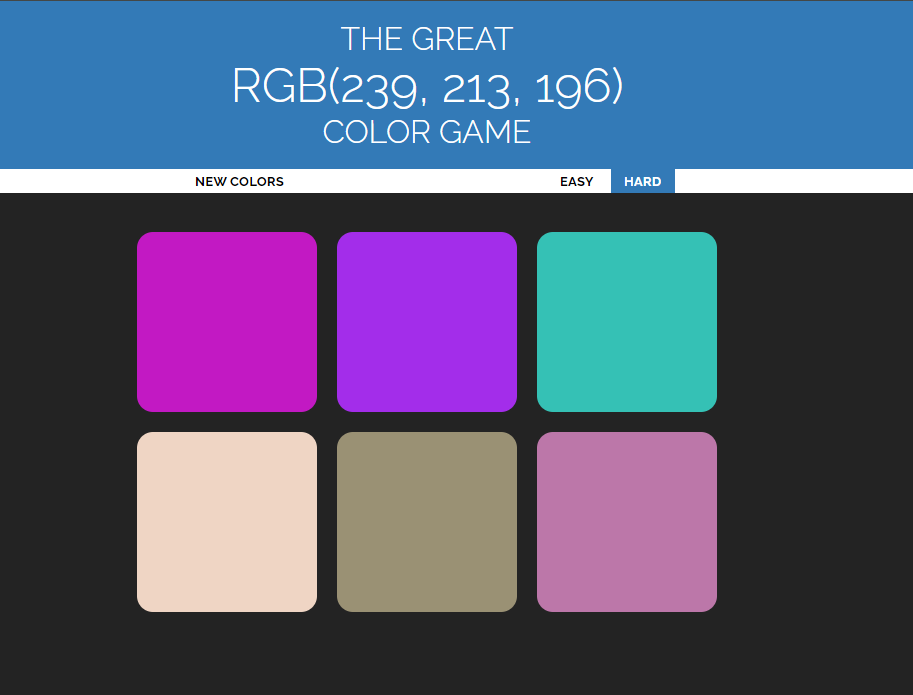 THE GREAT
RGB(239, 213, 196)
COLOR GAME
NEW COLORS EASY HARD